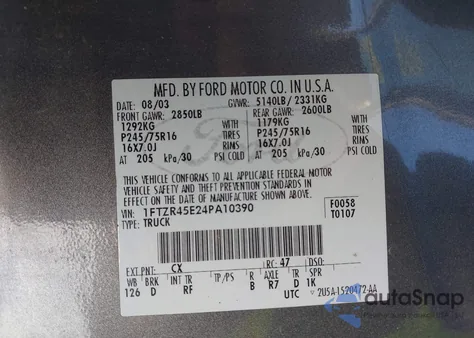 MFD. BY FORD MOTOR CO. IN U.S.A.
DATE: 08/03 GVWR: 5140LB/ 2331KG
FRONT GAWR: 2850LB REAR GAWR: 2600LB
1292KG WITH 1179KG WITH
P245/75R16 TIRES P245/75R16 TIRES
16X7.0J RIMS 16X7.0J RIMS
AT 205 kPa/30 PSI COLD AT 205 kPa/30 PSI COLD
THIS VEHICLE CONFORMS TO ALL APPLICABLE FEDERAL MOTOR
VEHICLE SAFETY AND THEFT PREVENTION STANDARDS IN
EFFECT ON THE DATE OF MANUFACTURE SHOWN ABOVE.
VIN: 1FTZR45E24PA10390 F0058
TYPE: TRUCK T0107
EXT PNT: CX RC: 47 DSO:
WB BRK INT TR TP/PS R AXLE TR SPR
126 D RF B R7 D 1K
UTC 2U5A-1520472-AA
autoSnap